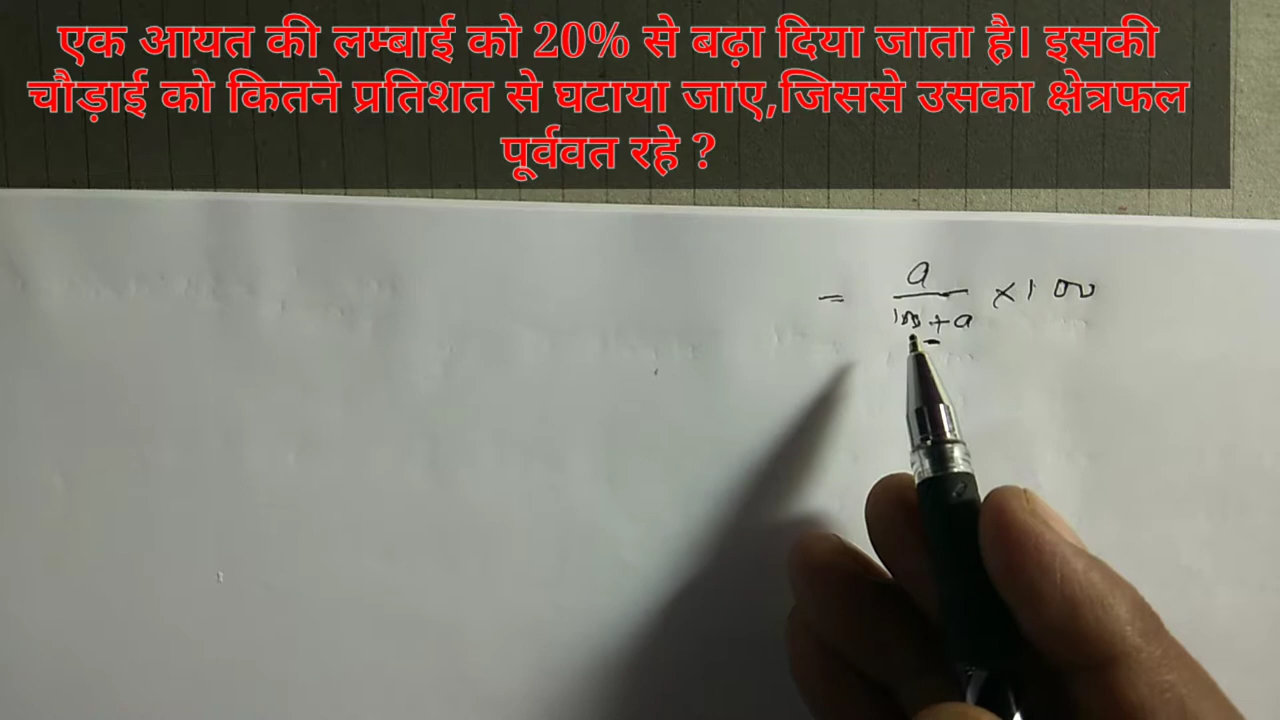 एक आयत की लम्बाई को 20% से बढ़ा दिया जाता है। इसकी
चौड़ाई को कितने प्रतिशत से घटाया जाए,जिससे उसका क्षेत्रफल
पूर्ववत रहे ?
= a/100+a ×100